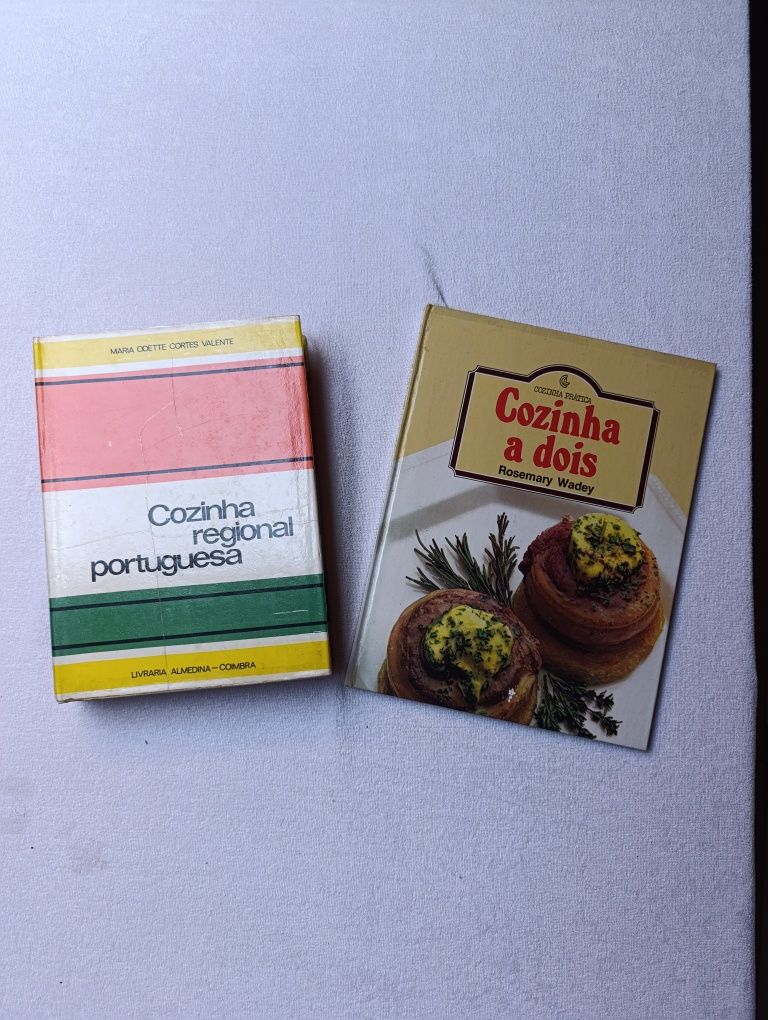 MARIA ODETTE CORTES VALENTE
Cozinha
regional
portuguesa
LIVRARIA ALMEDINA-COIMBRA
COZINHA PRÁTICA
Cozinha
a dois
Rosemary Wadey